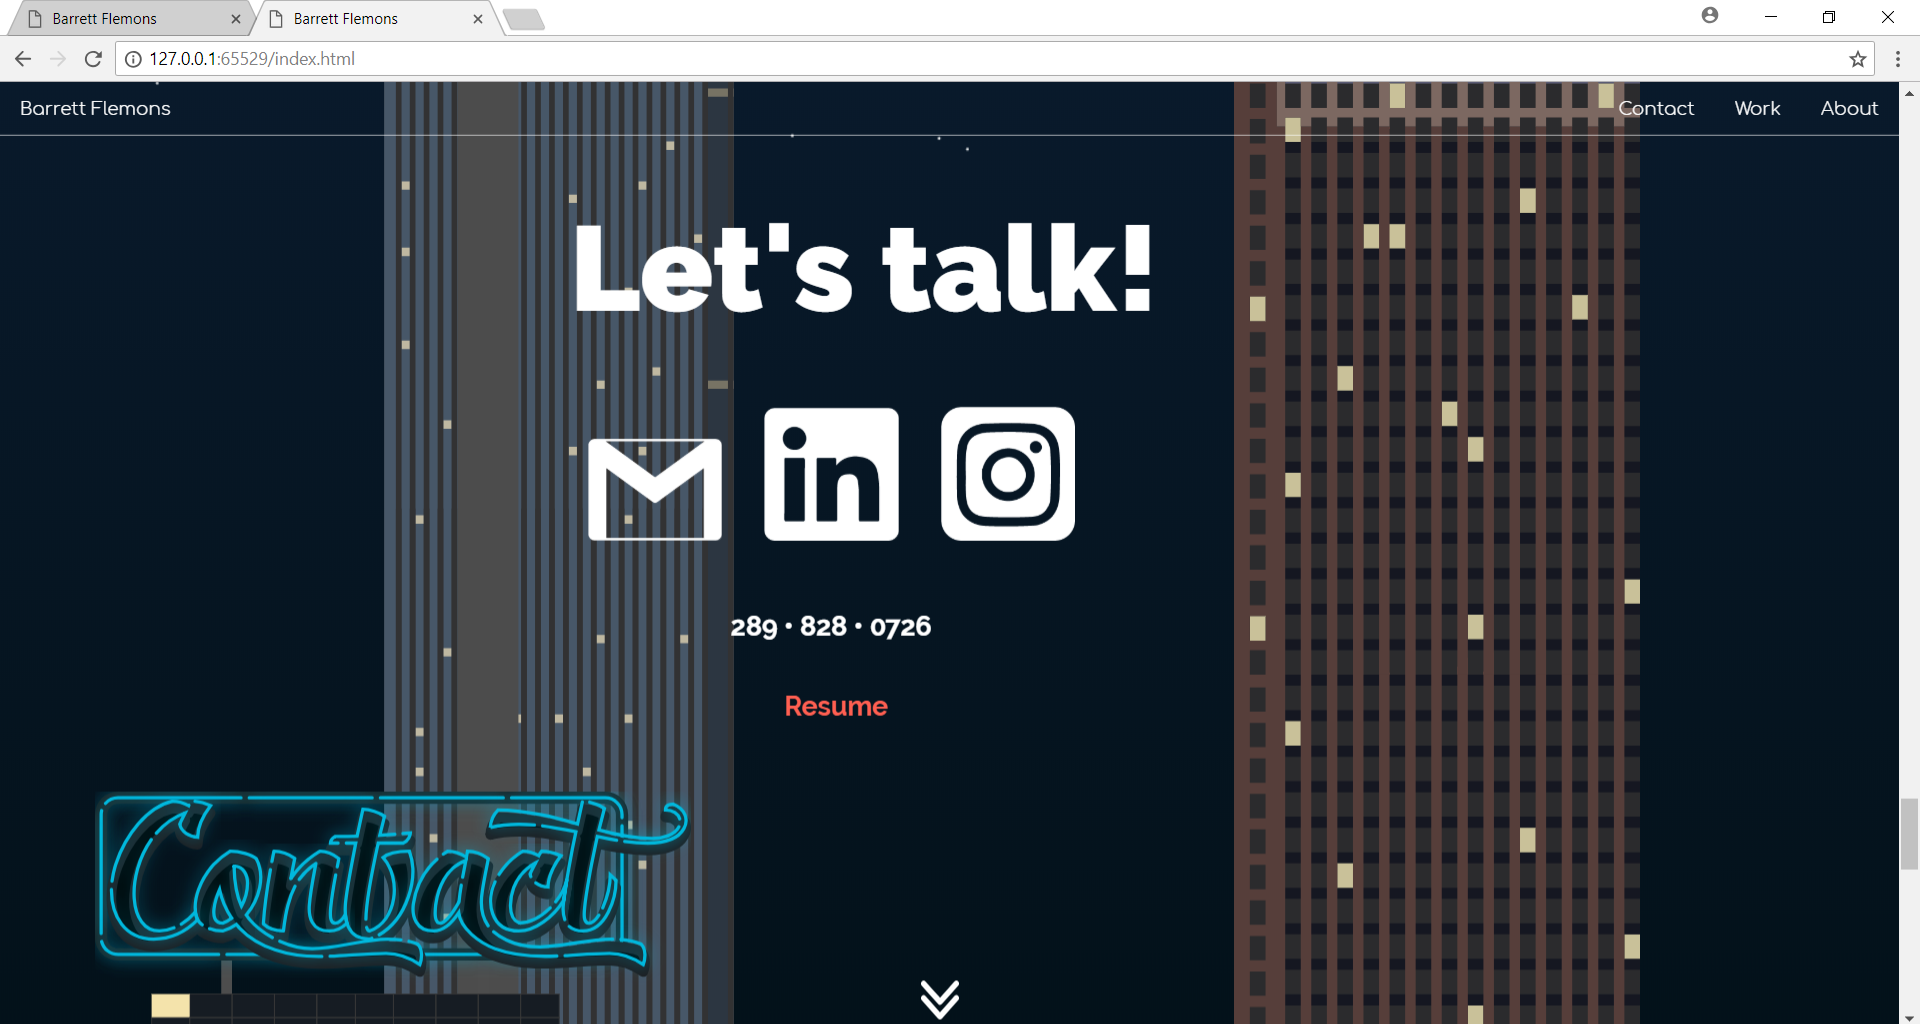 Barrett Flemons
Barrett Flemons
127.0.0.1:65529/index.html
Barrett Flemons
Contact
Work
About
Let's talk!
in
289 • 828 • 0726
Resume
Contact